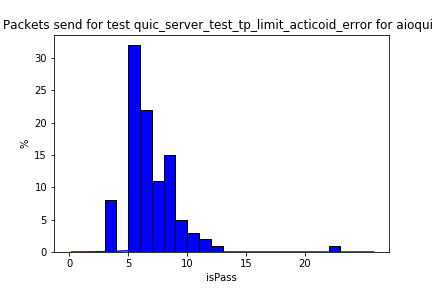 Packets send for test quic_server_test_tp_limit_acticoid_error for aioqui
30
25
20
15
10
5
0
%
0 5 10 15 20
isPass